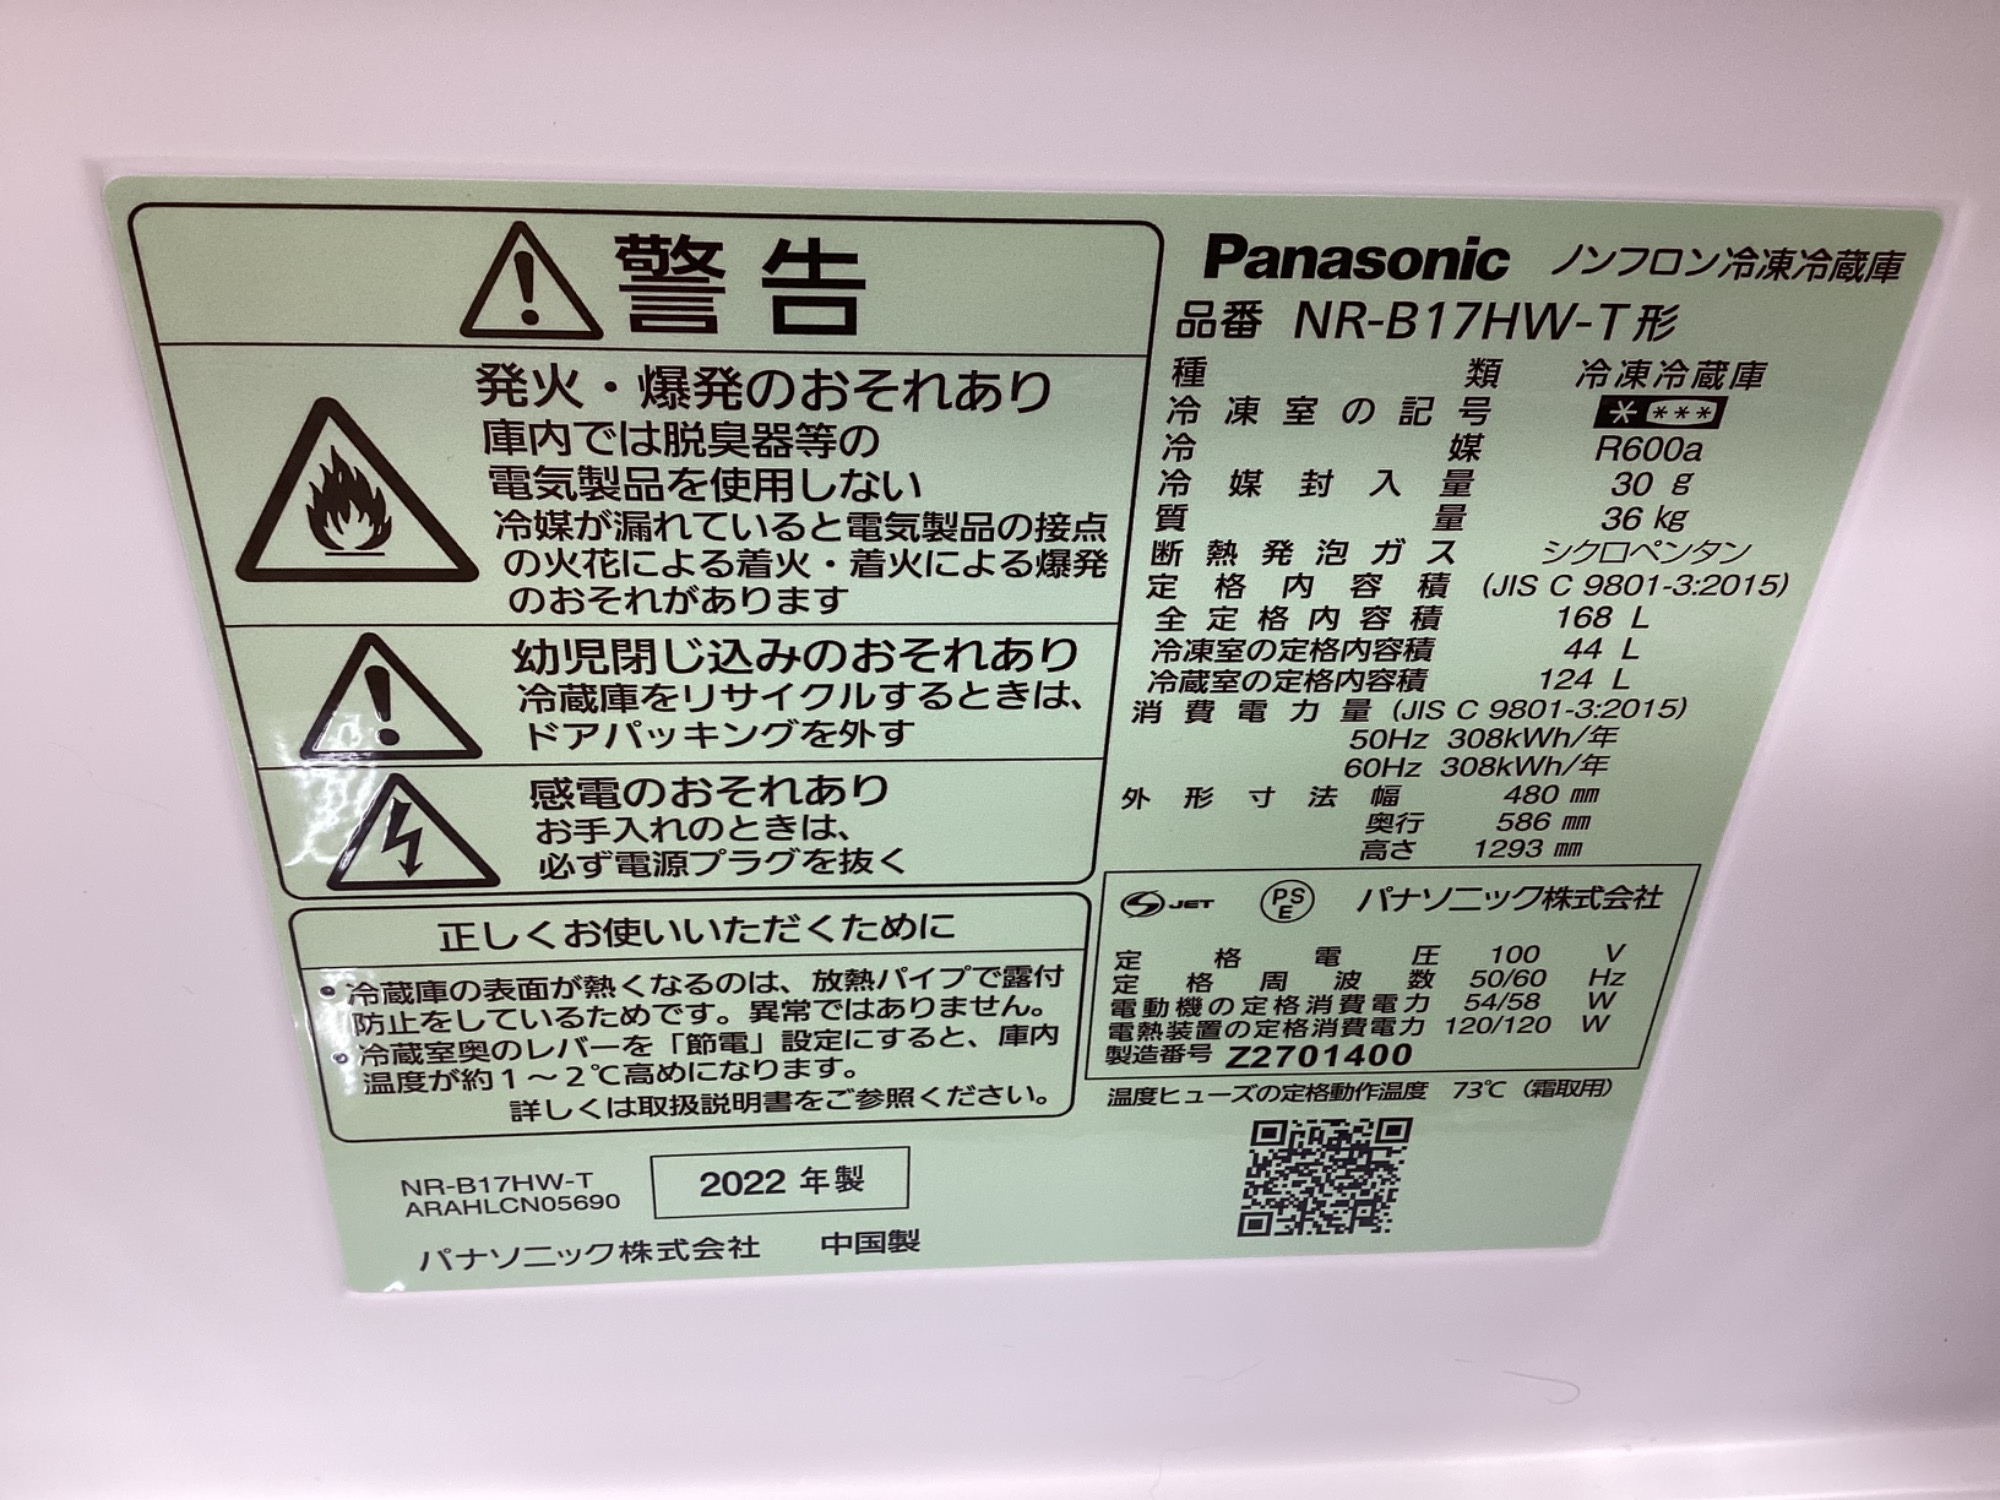 警告
発火・爆発のおそれあり
庫内では脱臭器等の
電気製品を使用しない
冷媒が漏れていると電気製品の接点
の火花による着火・着火による爆発
のおそれがあります
幼児閉じ込みのおそれあり
冷蔵庫をリサイクルするときは、
ドアパッキングを外す
感電のおそれあり
お手入れのときは、
必ず電源プラグを抜く
正しくお使いいただくために
・冷蔵庫の表面が熱くなるのは、放熱パイプで露付
防止をしているためです。異常ではありません。
・冷蔵室奥のレバーを「節電」設定にすると、庫内
温度が約1～2℃高めになります。
詳しくは取扱説明書をご参照ください。
NR-B17HW-T
ARAHLCN05690
2022 年製
パナソニック株式会社 中国製
Panasonic ノンフロン冷凍冷蔵庫
品番 NR-B17HW-T形
種類 冷凍冷蔵庫
冷凍室の記号 * ***
冷媒 R600a
冷媒封入量 30 g
質量 36 kg
断熱発泡ガス シクロペンタン
定格内容積 (JIS C 9801-3:2015)
全定格内容積 168 L
冷凍室の定格内容積 44 L
冷蔵室の定格内容積 124 L
消費電力量 (JIS C 9801-3:2015)
50Hz 308kWh/年
60Hz 308kWh/年
外形寸法 幅 480 mm
奥行 586 mm
高さ 1293 mm
JET PSE パナソニック株式会社
定格電圧 100 V
定格周波数 50/60 Hz
電動機の定格消費電力 54/58 W
電熱装置の定格消費電力 120/120 W
製造番号 Z2701400
温度ヒューズの定格動作温度 73℃（霜取用）